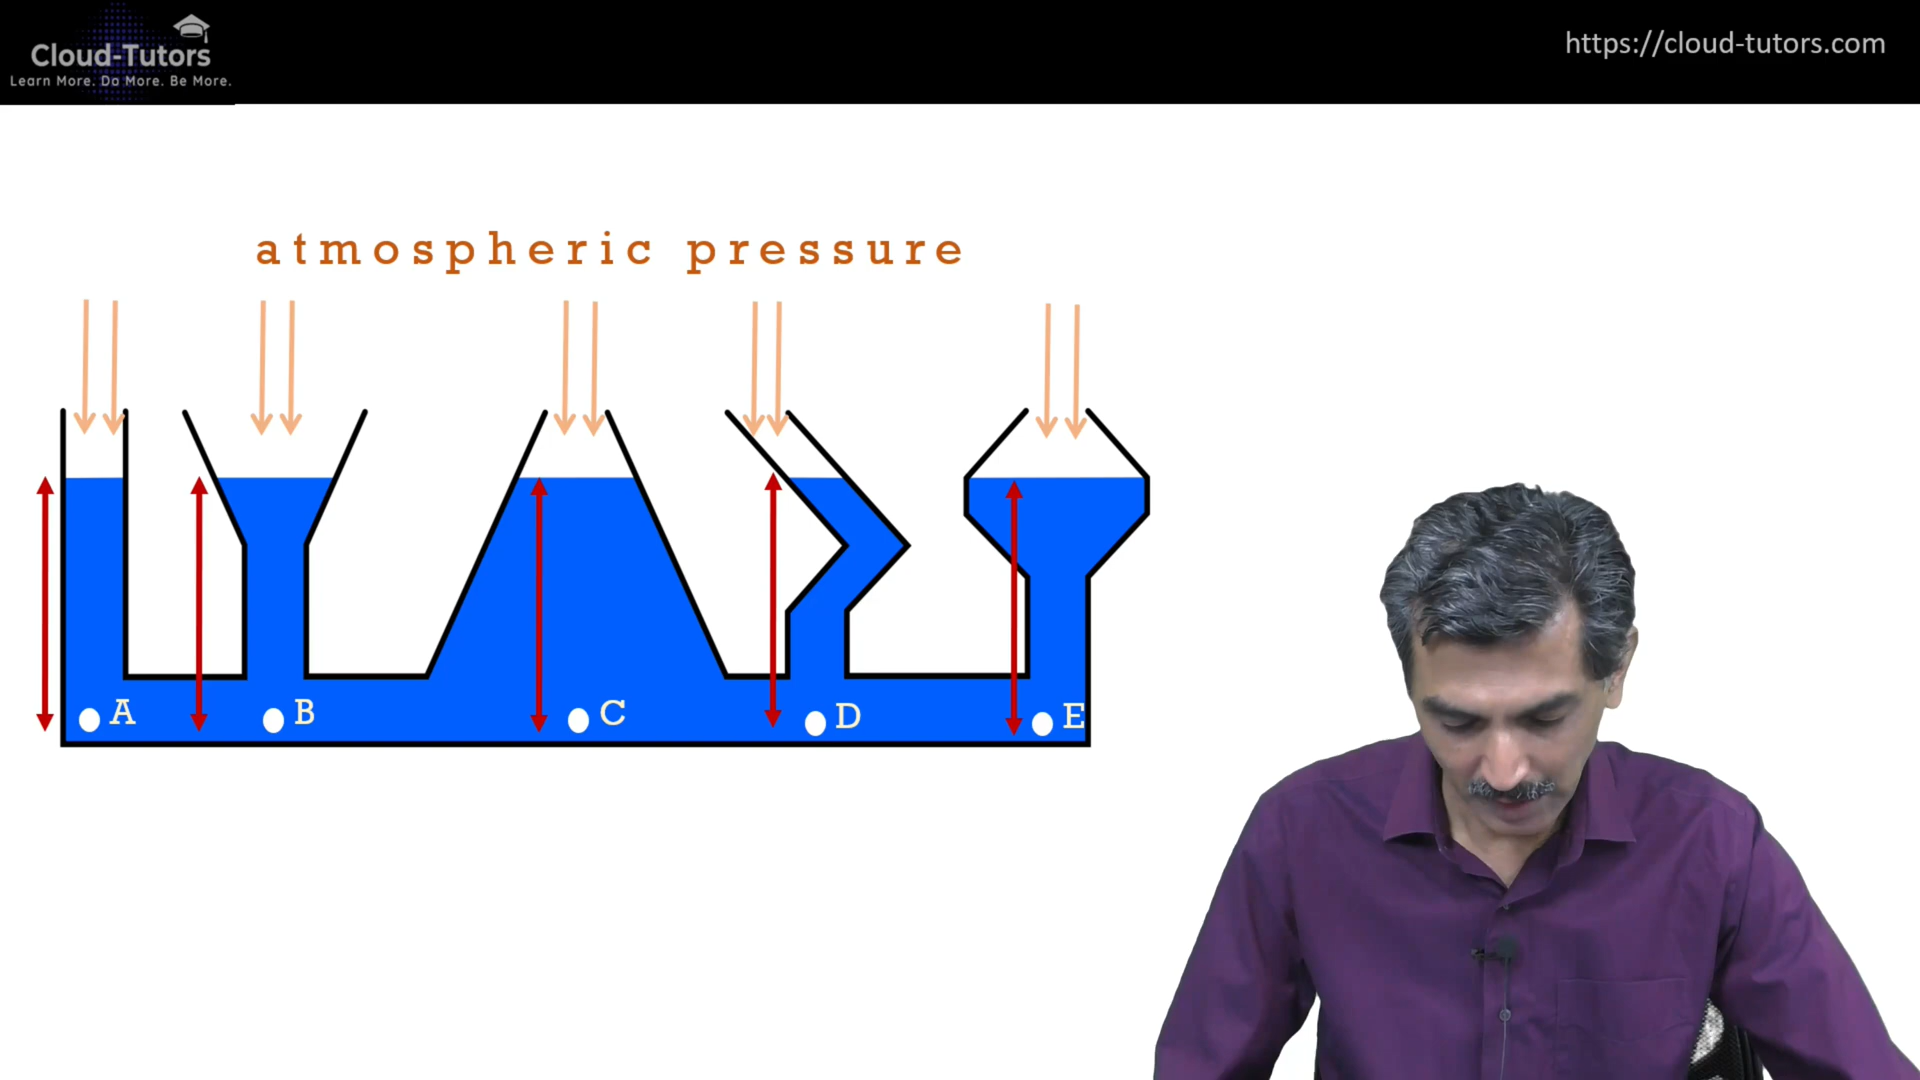 Cloud-Tutors
Learn More. Do More. Be More.
https://cloud-tutors.com
atmospheric pressure
A
B
C
D
E